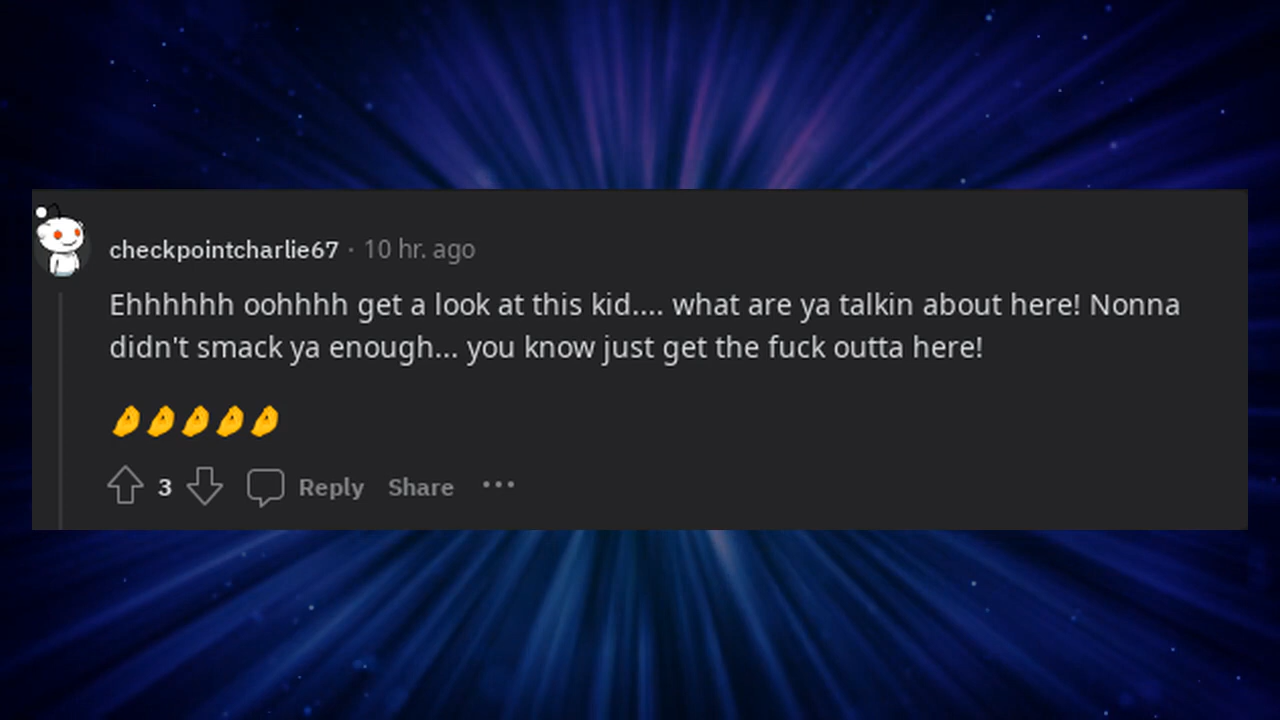 checkpointcharlie67 · 10 hr. ago
Ehhhhhh oohhhh get a look at this kid.... what are ya talkin about here! Nonna
didn't smack ya enough... you know just get the fuck outta here!
🤌🤌🤌🤌🤌
3 Reply Share ...